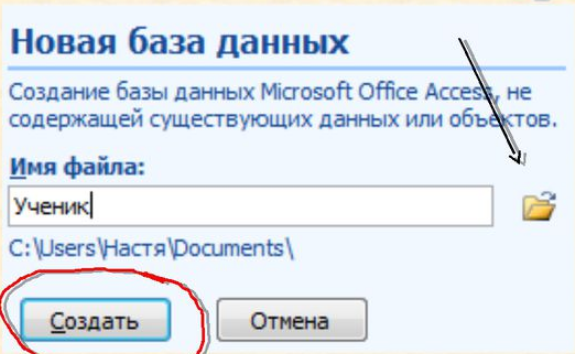 Новая база данных
Создание базы данных Microsoft Office Access, не
содержащей существующих данных или объектов.
Имя файла:
Ученик
C:\Users\Настя\Documents\
Создать
Отмена